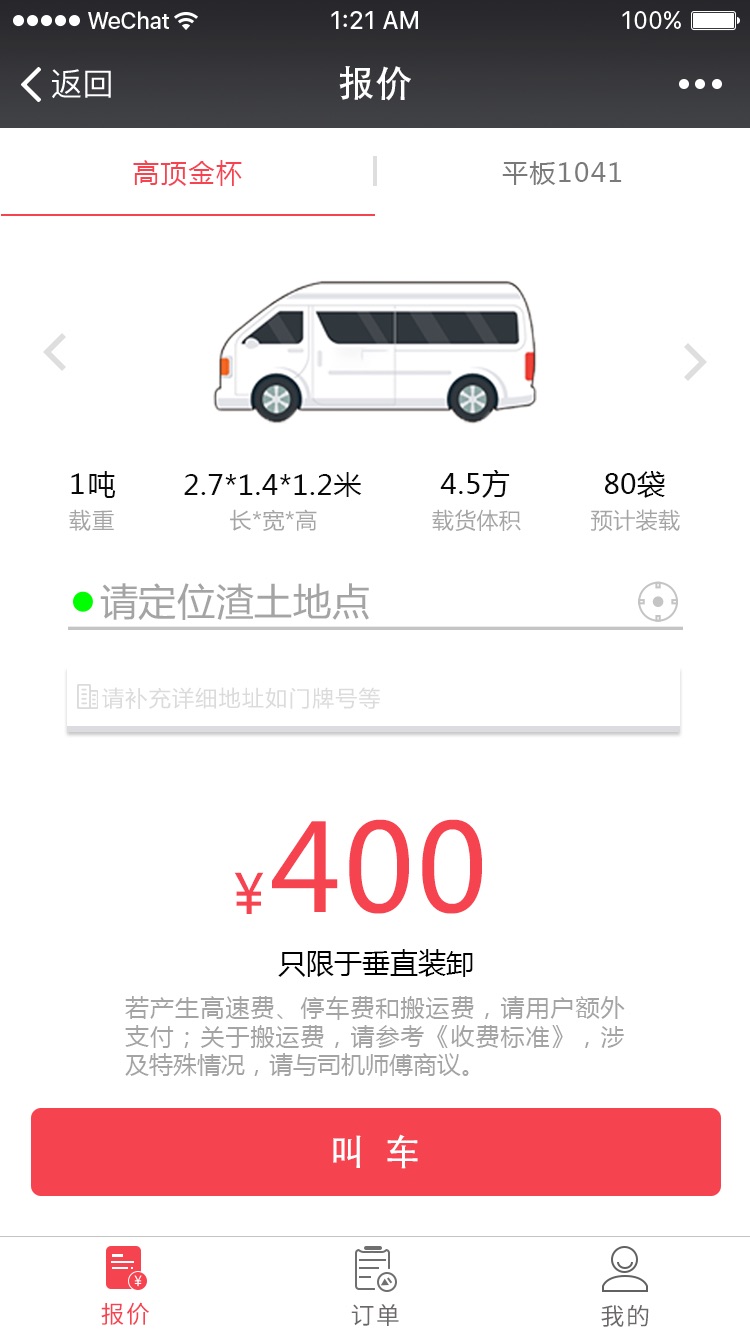 WeChat 1:21 AM 100%
返回 报价
高顶金杯 平板1041
1吨 2.7*1.4*1.2米 4.5方 80袋
载重 长*宽*高 载货体积 预计装载
请定位渣土地点
请补充详细地址如门牌号等
¥400
只限于垂直装卸
若产生高速费、停车费和搬运费，请用户额外
支付；关于搬运费，请参考《收费标准》，涉
及特殊情况，请与司机师傅商议。
叫 车
报价 订单 我的